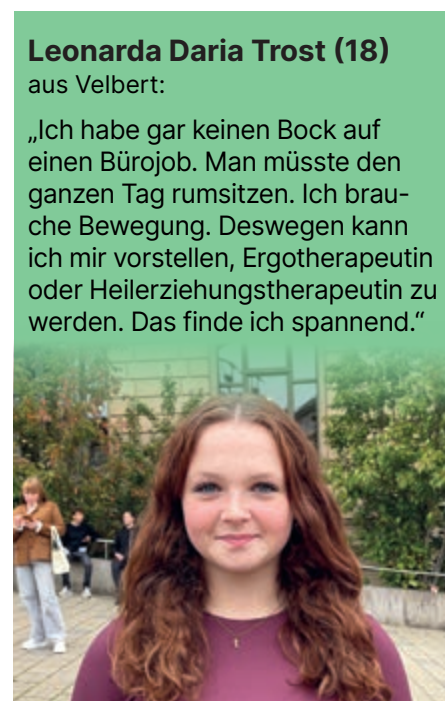 Leonarda Daria Trost (18)
aus Velbert:
„Ich habe gar keinen Bock auf
einen Bürojob. Man müsste den
ganzen Tag rumsitzen. Ich brau-
che Bewegung. Deswegen kann
ich mir vorstellen, Ergotherapeutin
oder Heilerziehungstherapeutin zu
werden. Das finde ich spannend.“